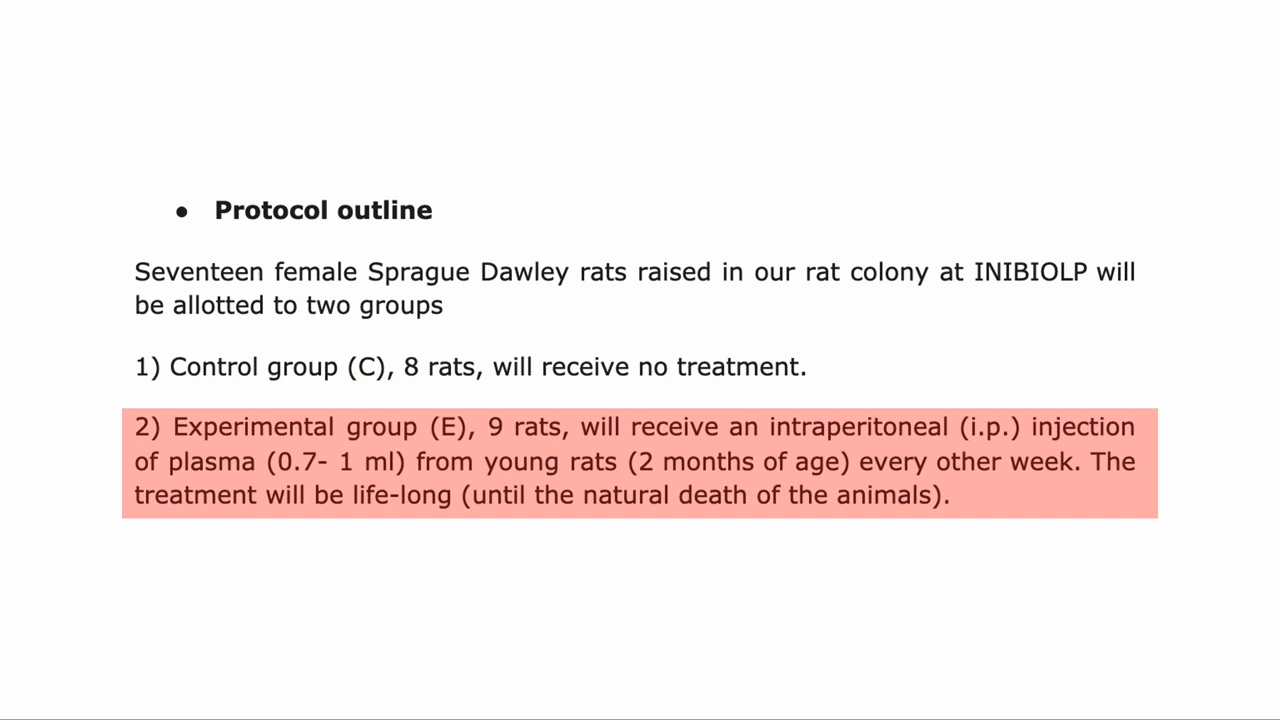 ● Protocol outline
Seventeen female Sprague Dawley rats raised in our rat colony at INIBIOLP will
be allotted to two groups
1) Control group (C), 8 rats, will receive no treatment.
2) Experimental group (E), 9 rats, will receive an intraperitoneal (i.p.) injection
of plasma (0.7- 1 ml) from young rats (2 months of age) every other week. The
treatment will be life-long (until the natural death of the animals).